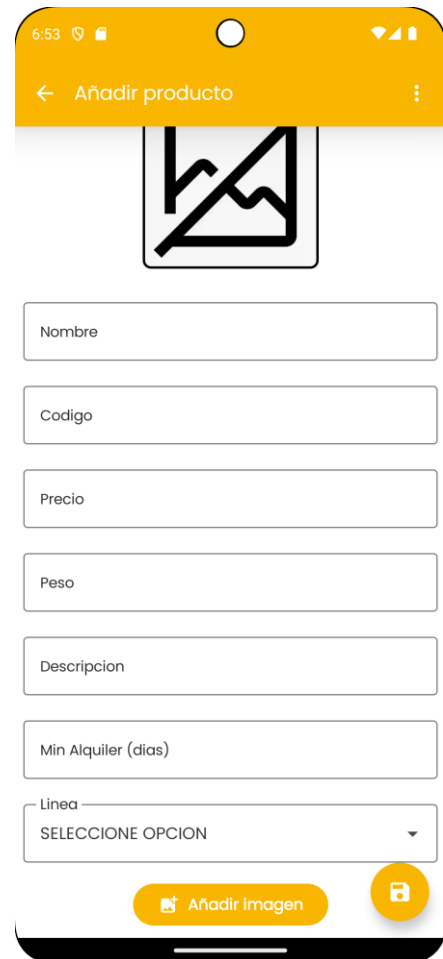 6:53
Añadir producto
Nombre
Codigo
Precio
Peso
Descripcion
Min Alquiler (dias)
Linea
SELECCIONE OPCION
Añadir imagen